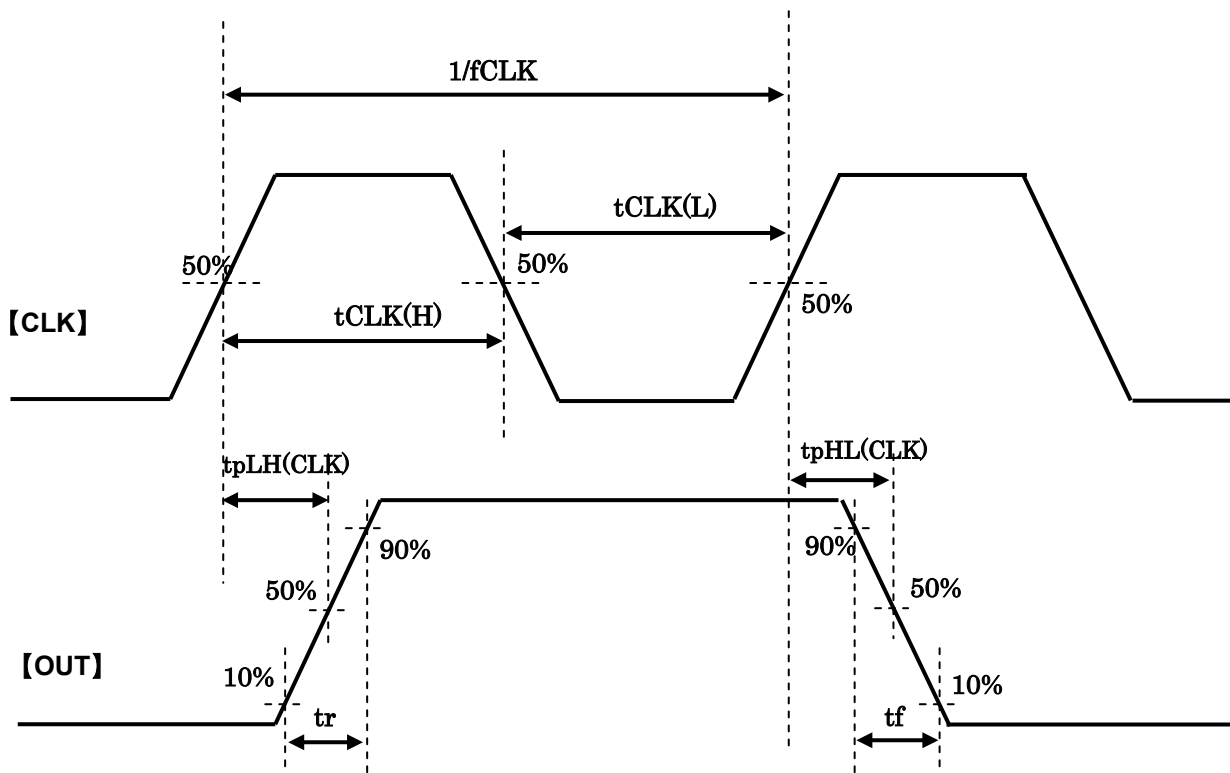 1/fCLK
tCLK(L)
50%
50%
50%
tCLK(H)
【CLK】
tpLH(CLK)
tpHL(CLK)
90%
90%
50%
50%
【OUT】
10%
10%
tr
tf